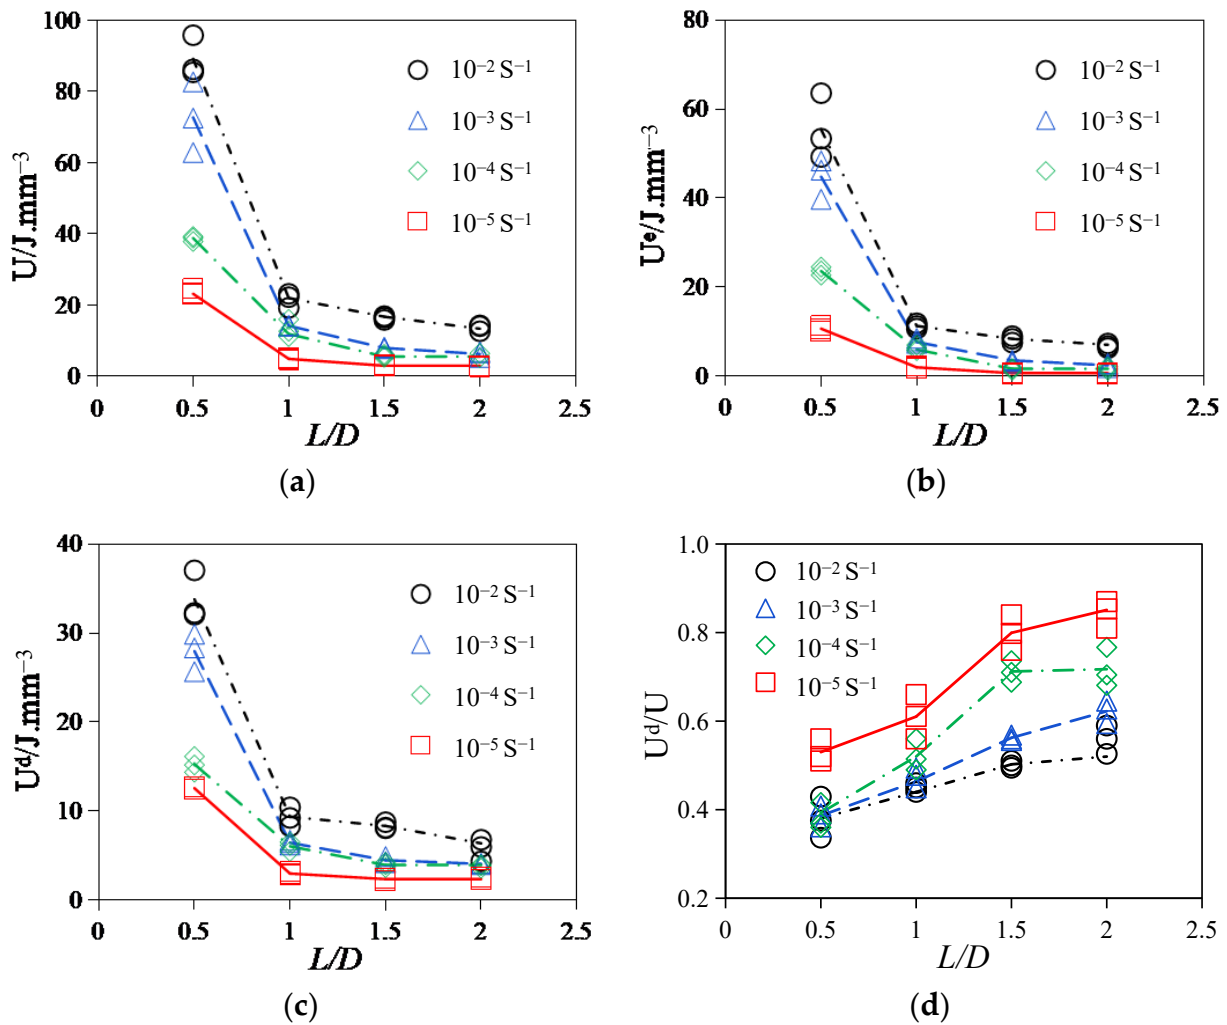 100
80
60
40
20
0
U/J.mm⁻³
10⁻² S⁻¹
10⁻³ S⁻¹
10⁻⁴ S⁻¹
10⁻⁵ S⁻¹
0 0.5 1 1.5 2 2.5
L/D
(a)
80
60
40
20
0
Uᵉ/J.mm⁻³
10⁻² S⁻¹
10⁻³ S⁻¹
10⁻⁴ S⁻¹
10⁻⁵ S⁻¹
0 0.5 1 1.5 2 2.5
L/D
(b)
40
30
20
10
0
Uᵈ/J.mm⁻³
10⁻² S⁻¹
10⁻³ S⁻¹
10⁻⁴ S⁻¹
10⁻⁵ S⁻¹
0 0.5 1 1.5 2 2.5
L/D
(c)
1.0
0.8
0.6
0.4
0.2
Uᵈ/U
10⁻² S⁻¹
10⁻³ S⁻¹
10⁻⁴ S⁻¹
10⁻⁵ S⁻¹
0 0.5 1 1.5 2 2.5
L/D
(d)